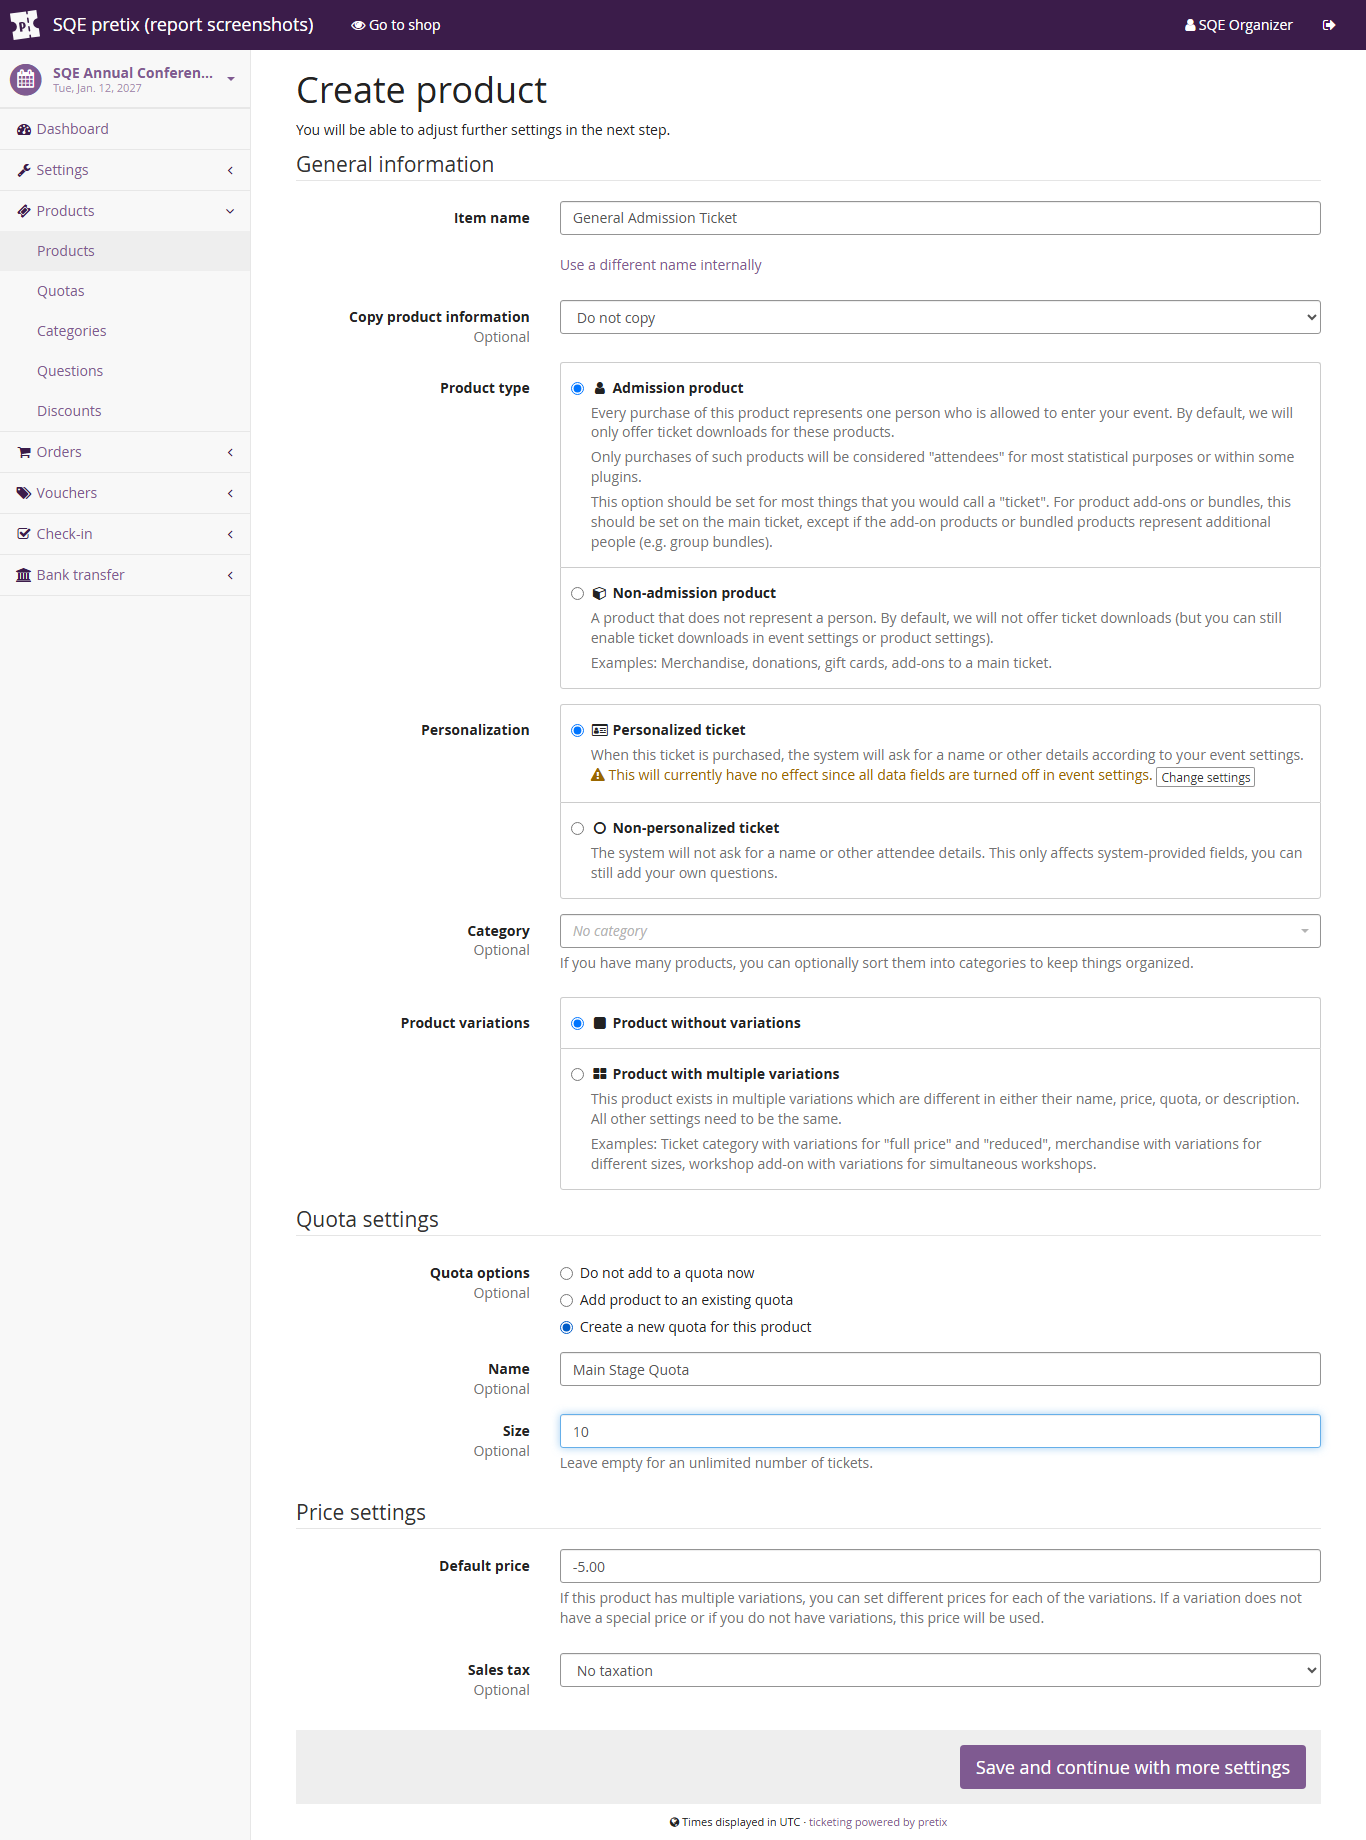 SQE pretix (report screenshots)
Go to shop
SQE Organizer
SQE Annual Conferen...
Tue, Jan. 12, 2027
Dashboard
Settings
Products
Products
Quotas
Categories
Questions
Discounts
Orders
Vouchers
Check-in
Bank transfer
Create product
You will be able to adjust further settings in the next step.
General information
Item name
General Admission Ticket
Use a different name internally
Copy product information
Optional
Do not copy
Product type
Admission product
Every purchase of this product represents one person who is allowed to enter your event. By default, we will
only offer ticket downloads for these products.
Only purchases of such products will be considered "attendees" for most statistical purposes or within some
plugins.
This option should be set for most things that you would call a "ticket". For product add-ons or bundles, this
should be set on the main ticket, except if the add-on products or bundled products represent additional
people (e.g. group bundles).
Non-admission product
A product that does not represent a person. By default, we will not offer ticket downloads (but you can still
enable ticket downloads in event settings or product settings).
Examples: Merchandise, donations, gift cards, add-ons to a main ticket.
Personalization
Personalized ticket
When this ticket is purchased, the system will ask for a name or other details according to your event settings.
This will currently have no effect since all data fields are turned off in event settings. Change settings
Non-personalized ticket
The system will not ask for a name or other attendee details. This only affects system-provided fields, you can
still add your own questions.
Category
Optional
No category
If you have many products, you can optionally sort them into categories to keep things organized.
Product variations
Product without variations
Product with multiple variations
This product exists in multiple variations which are different in either their name, price, quota, or description.
All other settings need to be the same.
Examples: Ticket category with variations for "full price" and "reduced", merchandise with variations for
different sizes, workshop add-on with variations for simultaneous workshops.
Quota settings
Quota options
Optional
Do not add to a quota now
Add product to an existing quota
Create a new quota for this product
Name
Optional
Main Stage Quota
Size
Optional
10
Leave empty for an unlimited number of tickets.
Price settings
Default price
-5.00
If this product has multiple variations, you can set different prices for each of the variations. If a variation does not
have a special price or if you do not have variations, this price will be used.
Sales tax
Optional
No taxation
Save and continue with more settings
Times displayed in UTC · ticketing powered by pretix